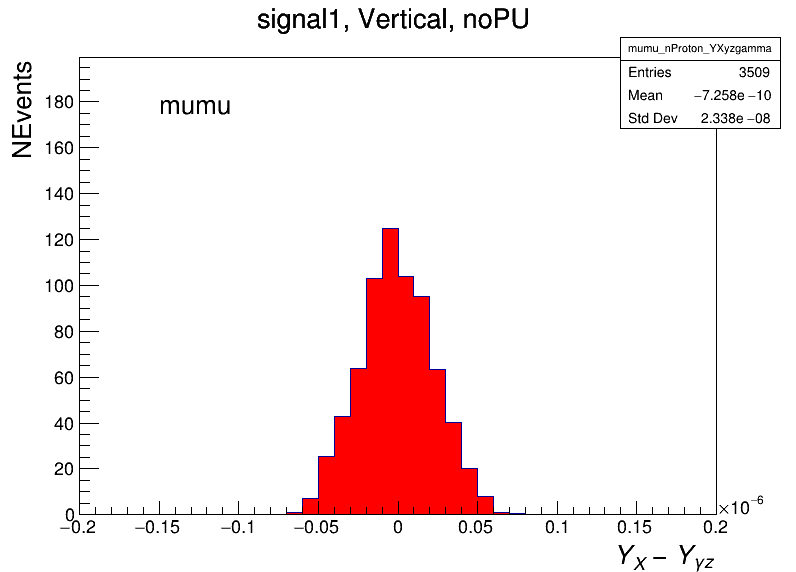 signal1, Vertical, noPU
mumu_nProton_YXyzgamma
Entries 3509
Mean −7.258e −10
Std Dev 2.338e −08
NEvents
mumu
180
160
140
120
100
80
60
40
20
0
−0.2 −0.15 −0.1 −0.05 0 0.05 0.1 0.15 0.2
×10⁻⁶
Y_X − Y_γz